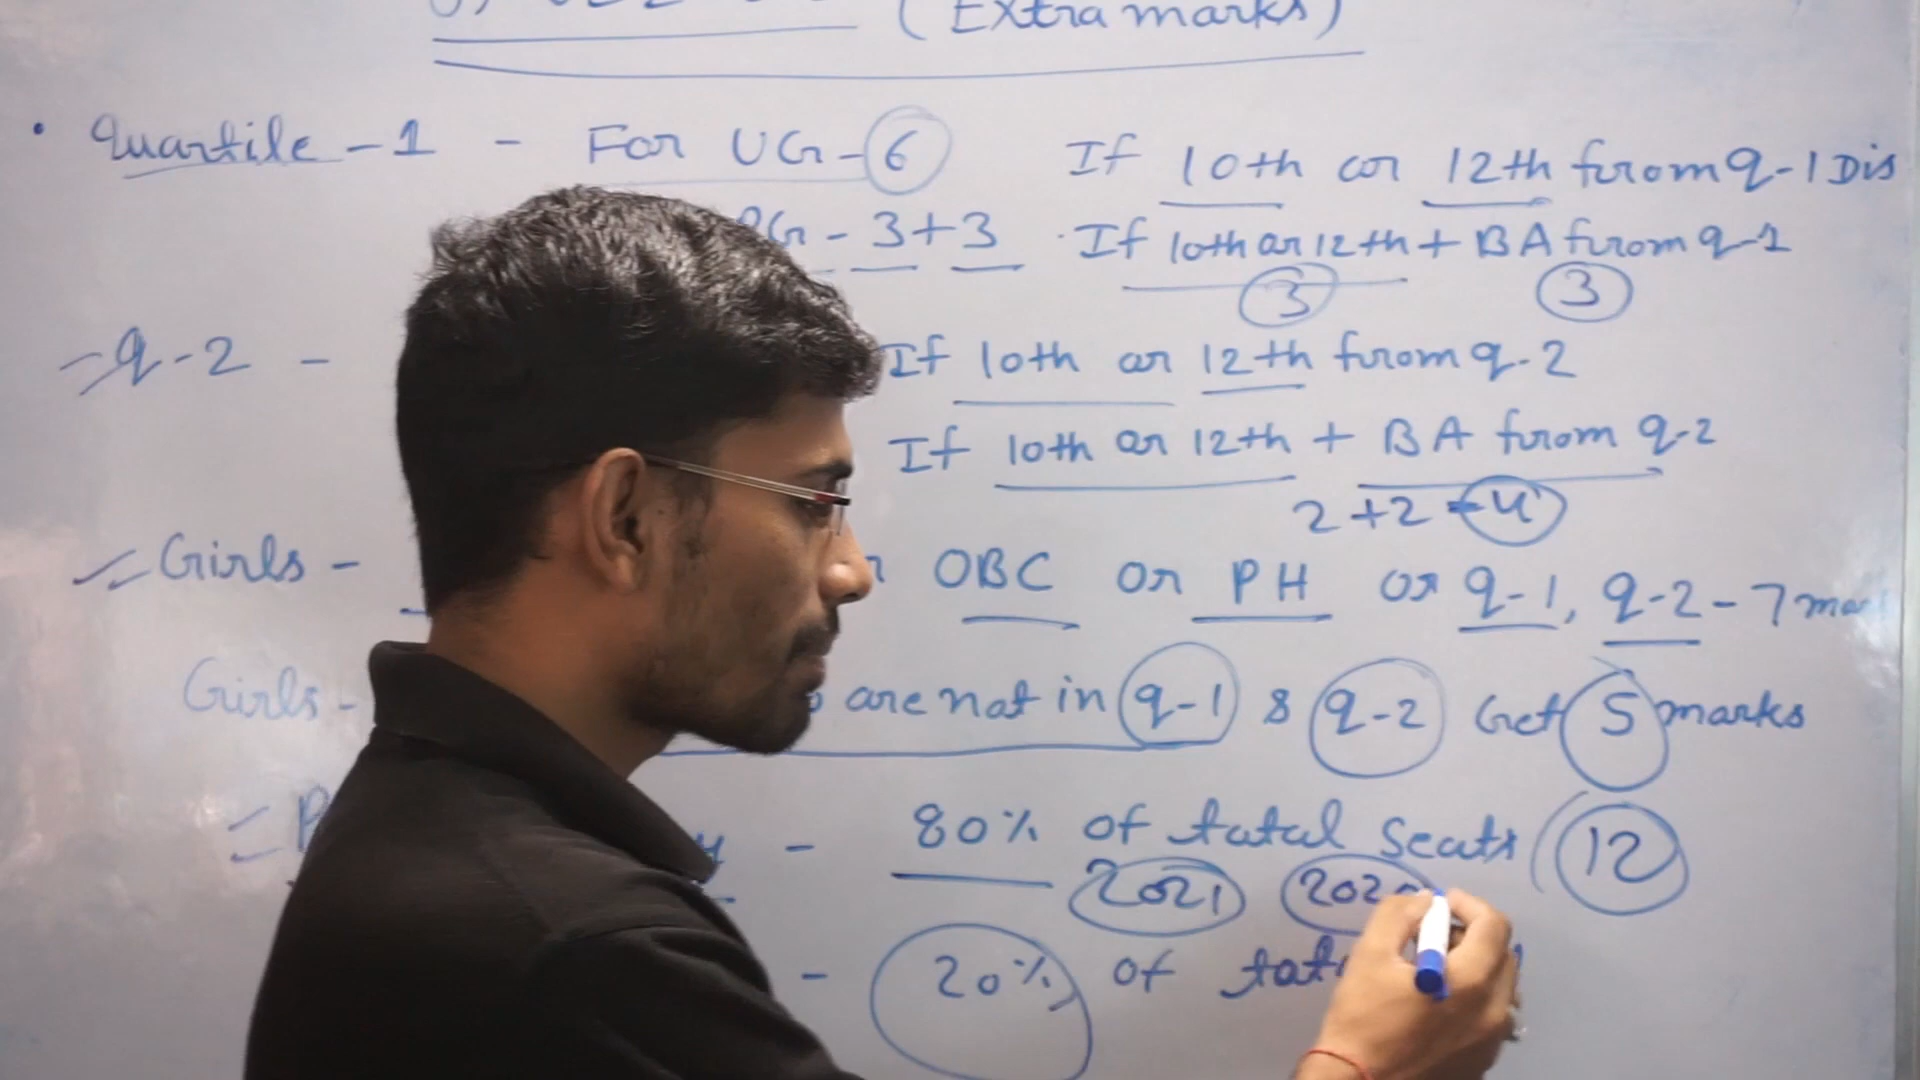 (Extra marks)
• Quartile-1 - For UG-6 If 10th or 12th from q-1 Dis
PG - 3+3 · If 10th or 12th + BA from q-1
3 3
q-2 - If 10th or 12th from q-2
If 10th or 12th + BA from q-2
2+2 = 4
Girls - OBC or PH or q-1, q-2 - 7
Girls- are not in q-1 & q-2 Get 5 marks
- 80% of total Seats 12
2021
- 20% of